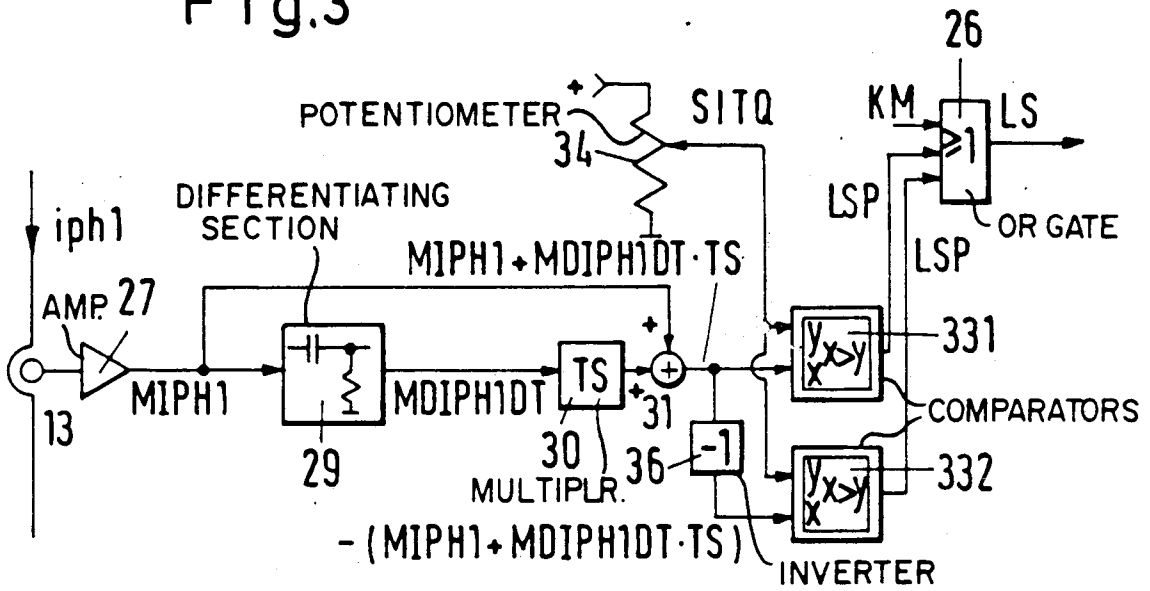 Fig.3
26
+
POTENTIOMETER
SITQ
KM
LS
34
≥1
DIFFERENTIATING
SECTION
LSP
OR GATE
iph1
MIPH1+MDIPH1DT·TS
LSP
AMP. 27
+
y
x>y
x
331
TS
+
MIPH1
MDIPH1DT
+
31
COMPARATORS
13
30
36
-1
29
y
x>y
x
332
MULTIPLR.
-(MIPH1+MDIPH1DT·TS)
INVERTER